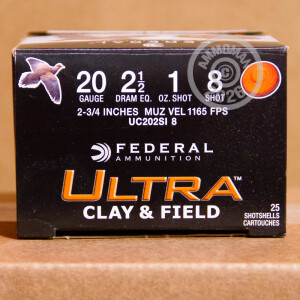 20 2½ 1 8
GAUGE DRAM EQ. OZ. SHOT SHOT
2-3/4 INCHES MUZ VEL 1165 FPS
UC202SI 8
FEDERAL
AMMUNITION
ULTRA™
CLAY & FIELD
25
SHOTSHELLS
CARTOUCHES